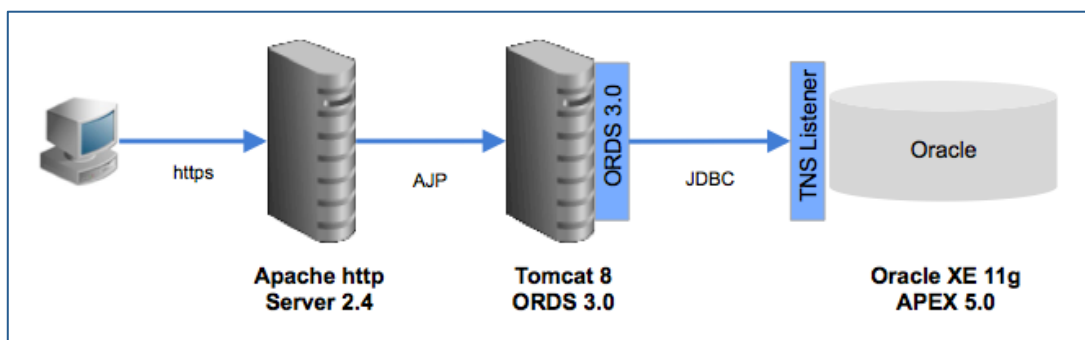 https
AJP
ORDS 3.0
JDBC
TNS Listener
Oracle
Apache http
Server 2.4
Tomcat 8
ORDS 3.0
Oracle XE 11g
APEX 5.0